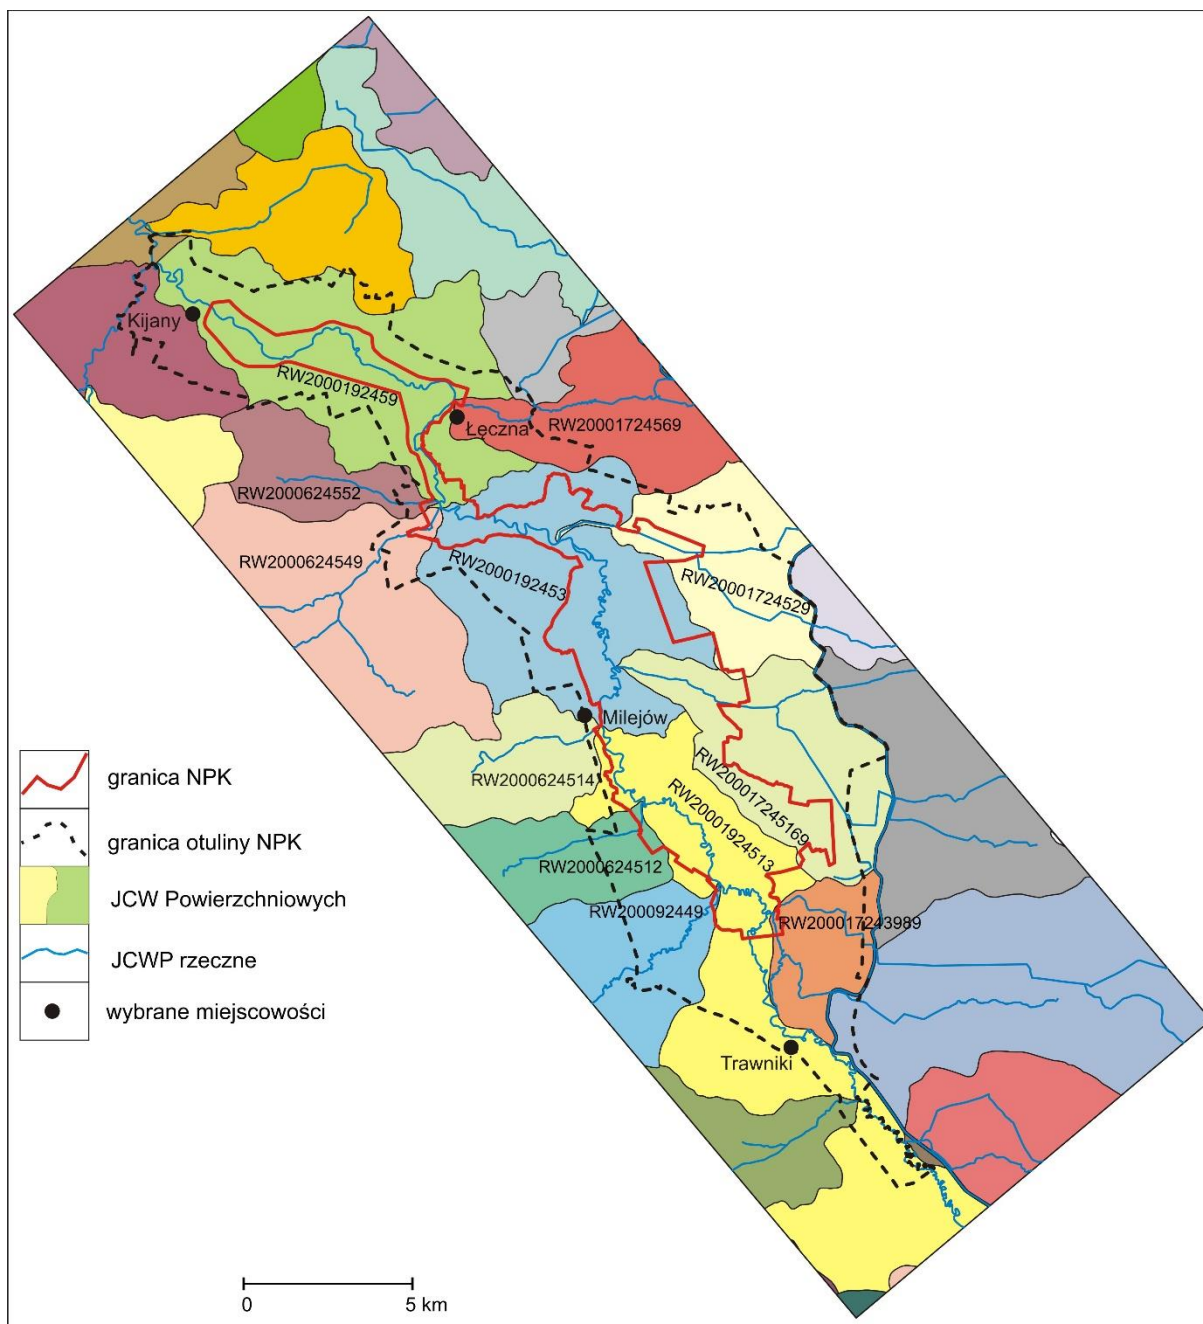 Kijany
RW2000192459
Łęczna
RW20001724569
RW2000624552
RW2000624549
RW2000192453
RW20001724529
Milejów
RW2000624514
RW200017245169
RW20001924513
RW2000624512
RW200092449
RW200017243989
Trawniki
granica NPK
granica otuliny NPK
JCW Powierzchniowych
JCWP rzeczne
wybrane miejscowości
0 5 km